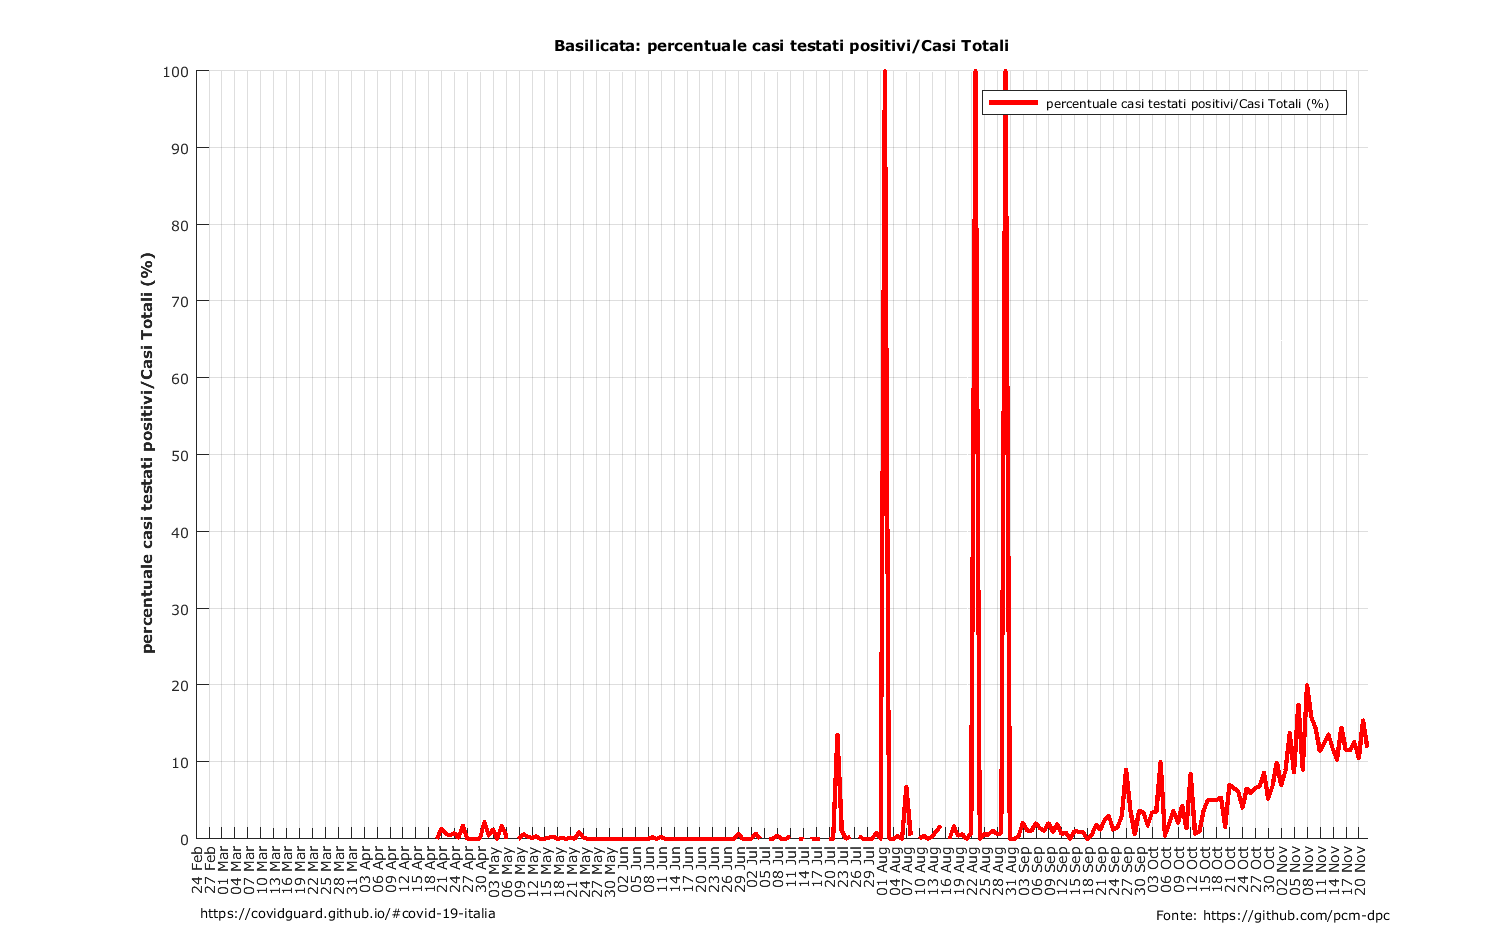 Basilicata: percentuale casi testati positivi/Casi Totali
percentuale casi testati positivi/Casi Totali (%)
percentuale casi testati positivi/Casi Totali (%)
100
90
80
70
60
50
40
30
20
10
0
24 Feb
27 Feb
01 Mar
04 Mar
07 Mar
10 Mar
13 Mar
16 Mar
19 Mar
22 Mar
25 Mar
28 Mar
31 Mar
03 Apr
06 Apr
09 Apr
12 Apr
15 Apr
18 Apr
21 Apr
24 Apr
27 Apr
30 Apr
03 May
06 May
09 May
12 May
15 May
18 May
21 May
24 May
27 May
30 May
02 Jun
05 Jun
08 Jun
11 Jun
14 Jun
17 Jun
20 Jun
23 Jun
26 Jun
29 Jun
02 Jul
05 Jul
08 Jul
11 Jul
14 Jul
17 Jul
20 Jul
23 Jul
26 Jul
29 Jul
01 Aug
04 Aug
07 Aug
10 Aug
13 Aug
16 Aug
19 Aug
22 Aug
25 Aug
28 Aug
31 Aug
03 Sep
06 Sep
09 Sep
12 Sep
15 Sep
18 Sep
21 Sep
24 Sep
27 Sep
30 Sep
03 Oct
06 Oct
09 Oct
12 Oct
15 Oct
18 Oct
21 Oct
24 Oct
27 Oct
30 Oct
02 Nov
05 Nov
08 Nov
11 Nov
14 Nov
17 Nov
20 Nov
https://covidguard.github.io/#covid-19-italia
Fonte: https://github.com/pcm-dpc